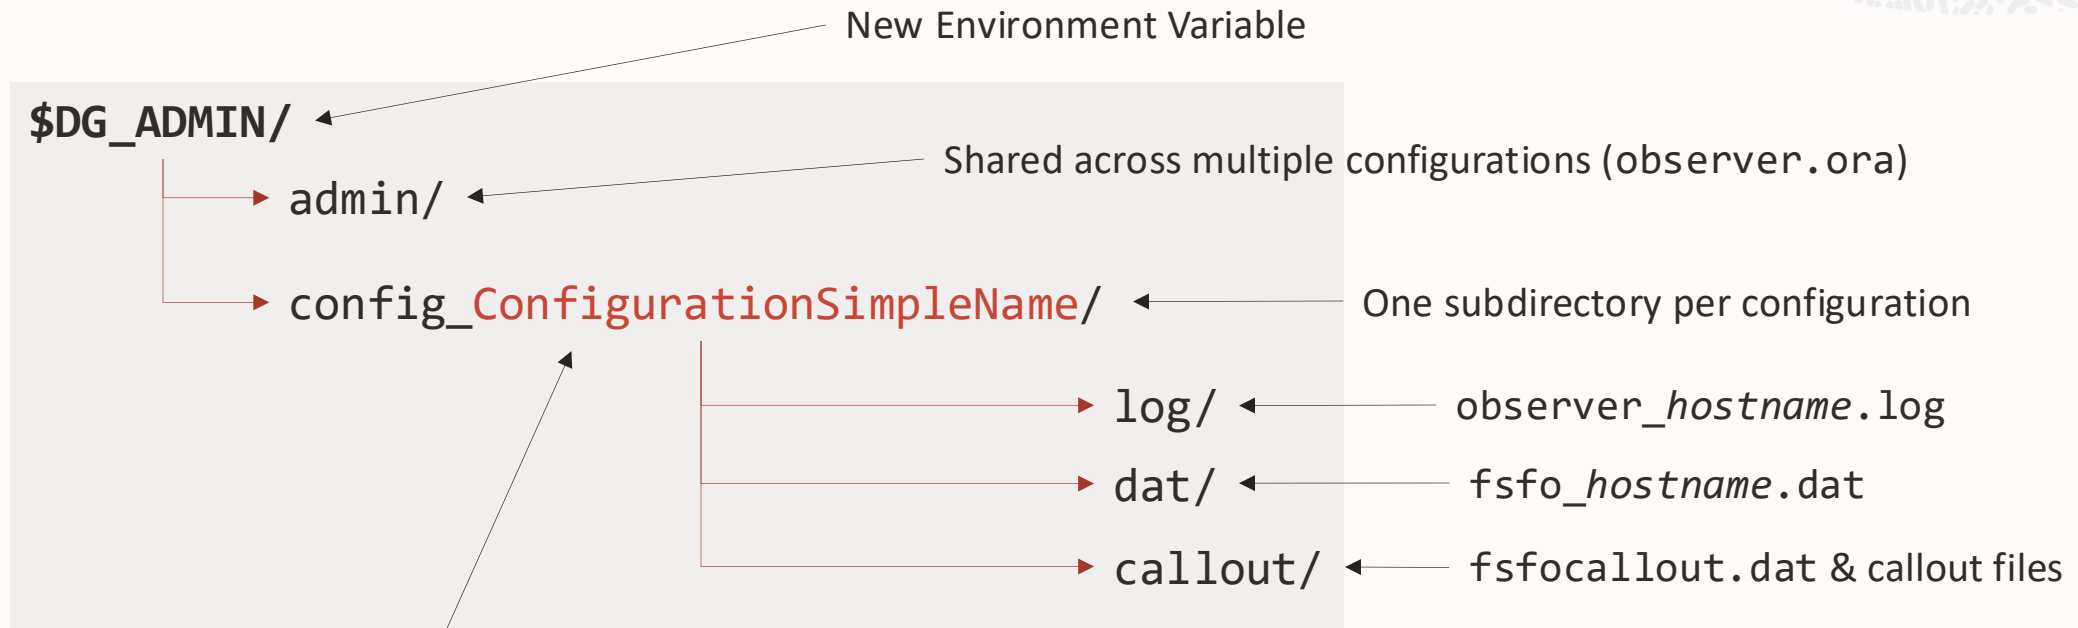 New Environment Variable
$DG_ADMIN/
Shared across multiple configurations (observer.ora)
admin/
config_ConfigurationSimpleName/
One subdirectory per configuration
log/
observer_hostname.log
dat/
fsfo_hostname.dat
callout/
fsfocallout.dat & callout files